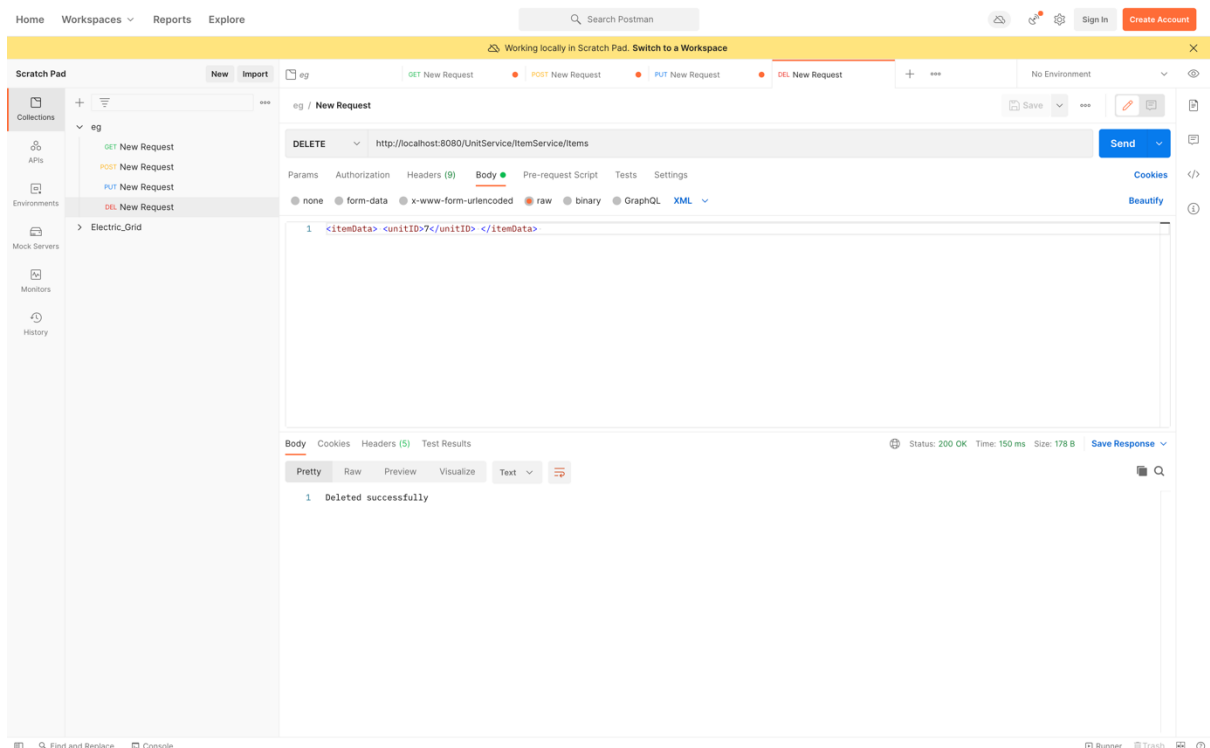 Home Workspaces Reports Explore Search Postman Sign In Create Account
Working locally in Scratch Pad. Switch to a Workspace
Scratch Pad New Import eg GET New Request POST New Request PUT New Request DEL New Request No Environment
Collections
APIs
Environments
Mock Servers
Monitors
History
eg
GET New Request
POST New Request
PUT New Request
DEL New Request
Electric_Grid
eg / New Request Save
DELETE http://localhost:8080/UnitService/ItemService/Items Send
Params Authorization Headers (9) Body Pre-request Script Tests Settings Cookies
none form-data x-www-form-urlencoded raw binary GraphQL XML Beautify
1 <itemData> <unitID>7</unitID> </itemData>
Body Cookies Headers (5) Test Results Status: 200 OK Time: 150 ms Size: 178 B Save Response
Pretty Raw Preview Visualize Text
1 Deleted successfully
Find and Replace Console Runner Trash